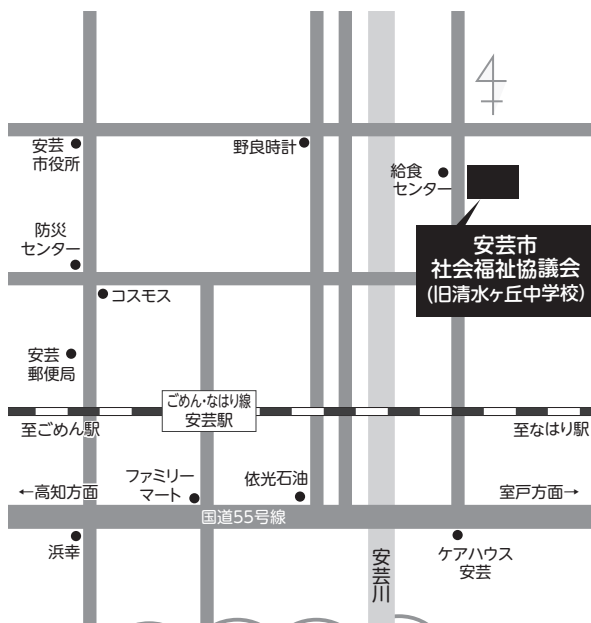 安芸
市役所
野良時計
給食
センター
防災
センター
安芸市
社会福祉協議会
(旧清水ヶ丘中学校)
コスモス
安芸
郵便局
ごめん・なはり線
安芸駅
至ごめん駅
至なはり駅
ファミリー
マート
依光石油
←高知方面
室戸方面→
国道55号線
浜幸
安芸川
ケアハウス
安芸